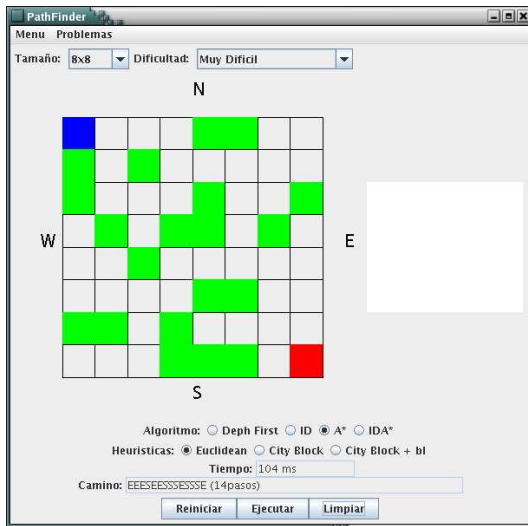 PathFinder
Menu Problemas
Tamaño: 8x8 Dificultad: Muy Dificil
N
W E
S
Algoritmo: Deph First ID A* IDA*
Heuristicas: Euclidean City Block City Block + bl
Tiempo: 104 ms
Camino: EEESEESSSESSSE (14pasos)
Reiniciar Ejecutar Limpiar